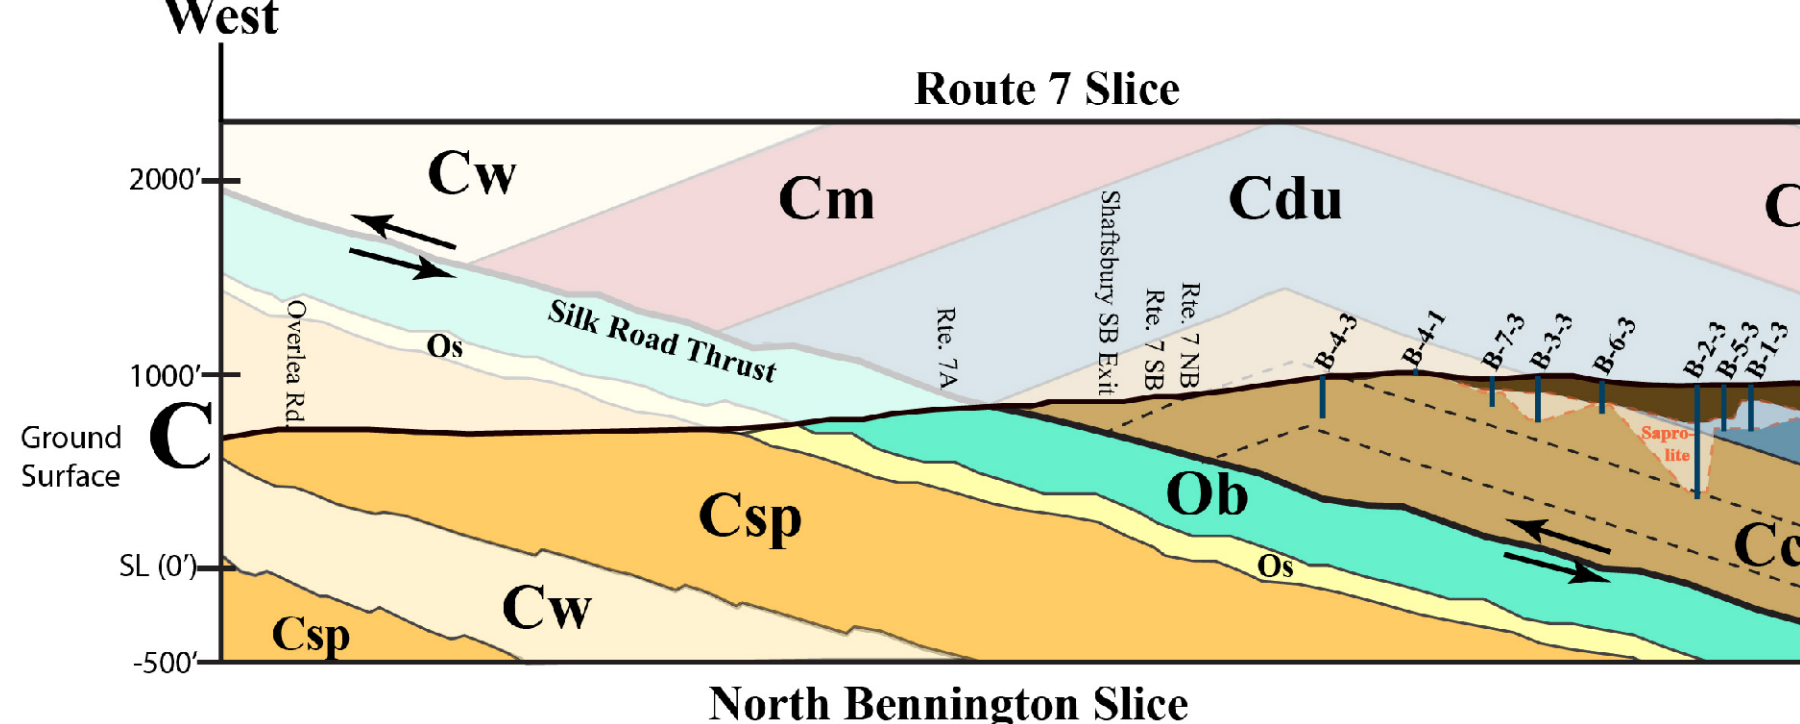 West
Route 7 Slice
Cw
2000′
Cm
Cdu
C
Shaftsbury SB Exit
Rte. 7 SB
Rte. 7 NB
Overlea Rd.
Silk Road Thrust
Os
Rte. 7A
B-4-3
B-4-1
B-7-3
B-3-3
B-6-3
B-2-3
B-5-3
B-1-3
1000′
C
Ground
Surface
Sapro-
lite
Ob
Csp
Cc
Os
SL (0′)
Cw
Csp
-500′
North Bennington Slice